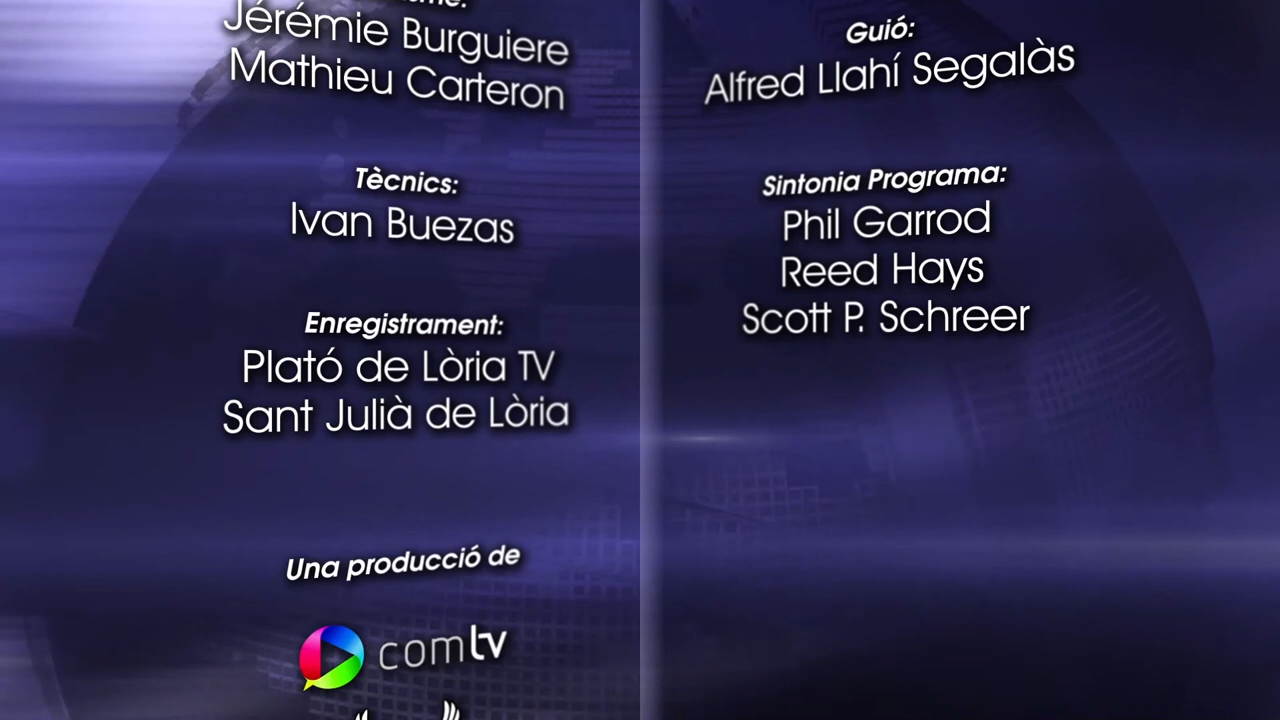 Jérémie Burguiere
Mathieu Carteron
Tècnics:
Ivan Buezas
Enregistrament:
Plató de Lòria TV
Sant Julià de Lòria
Una producció de
comtv
Guió:
Alfred Llahí Segalàs
Sintonia Programa:
Phil Garrod
Reed Hays
Scott P. Schreer